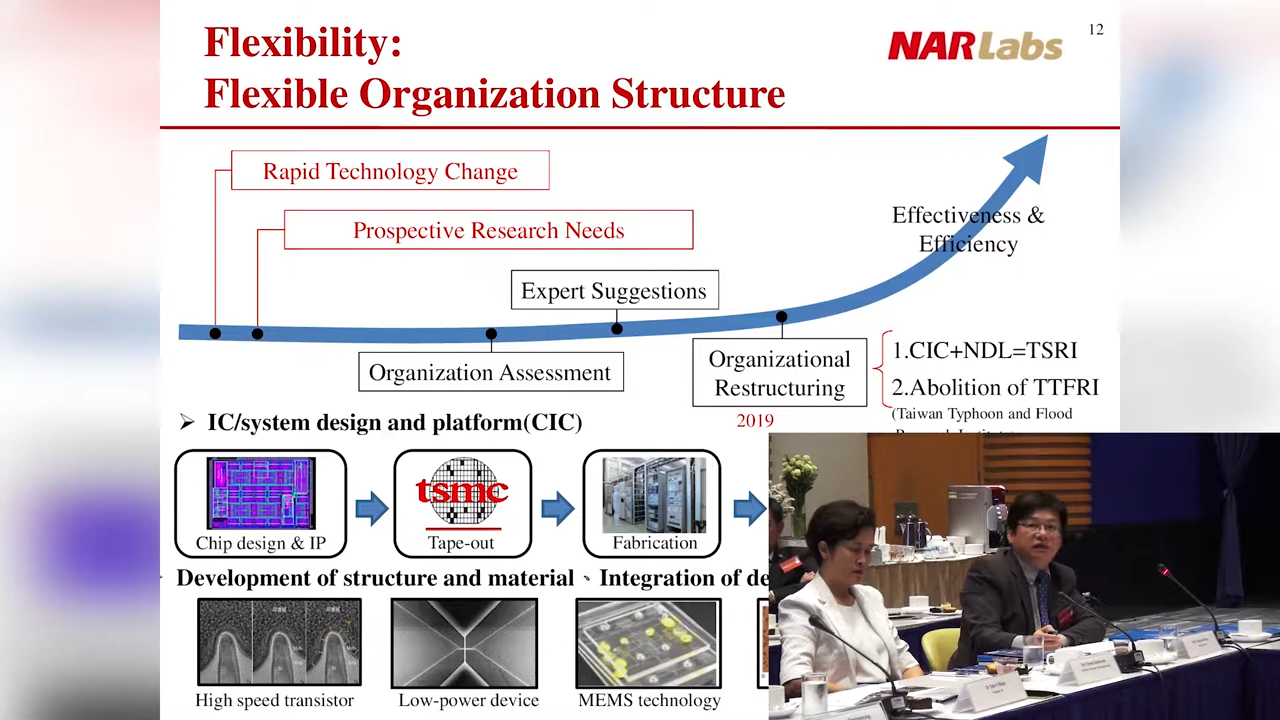 Flexibility:
Flexible Organization Structure
NARLabs
12
Rapid Technology Change
Prospective Research Needs
Effectiveness &
Efficiency
Expert Suggestions
Organization Assessment
Organizational
Restructuring
2019
1.CIC+NDL=TSRI
2.Abolition of TTFRI
(Taiwan Typhoon and Flood
➢ IC/system design and platform(CIC)
tsmc
Chip design & IP
Tape-out
Fabrication
Development of structure and material、Integration of de
High speed transistor
Low-power device
MEMS technology